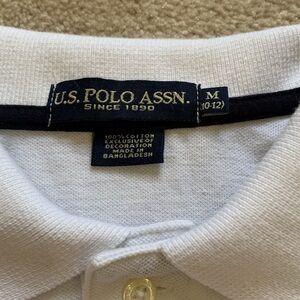 U.S. POLO ASSN.
SINCE 1890
M
(10-12)
100% COTTON
EXCLUSIVE OF
DECORATION
MADE IN
BANGLADESH